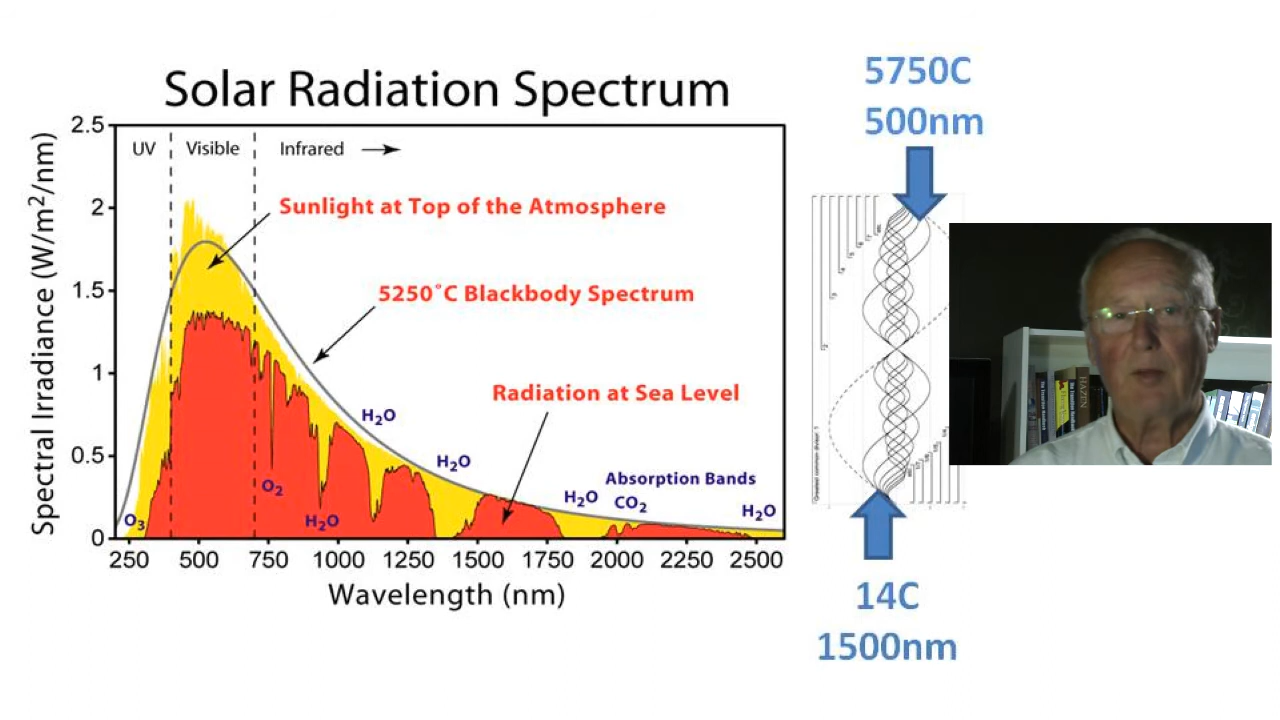 Solar Radiation Spectrum
5750C
500nm
Spectral Irradiance (W/m2/nm)
2.5
2
1.5
1
0.5
0
UV
Visible
Infrared
Sunlight at Top of the Atmosphere
5250°C Blackbody Spectrum
Radiation at Sea Level
H2O
H2O
Absorption Bands
H2O
CO2
H2O
O2
O3
H2O
250 500 750 1000 1250 1500 1750 2000 2250 2500
Wavelength (nm)
HAZEN
14C
1500nm